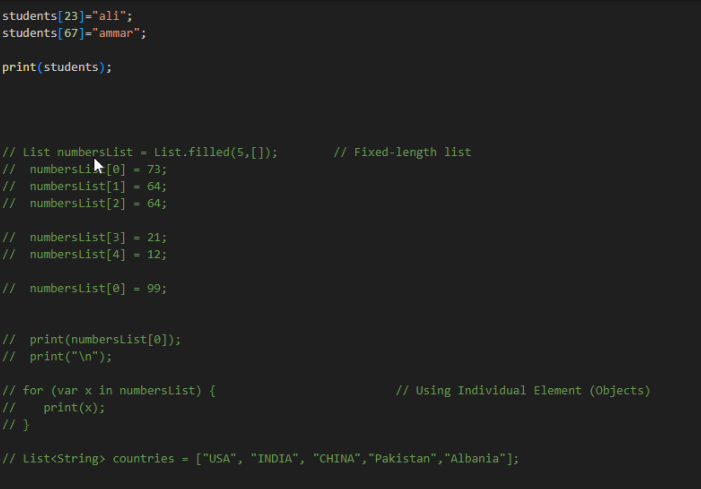 students[23]="ali";
students[67]="ammar";
print(students);
// List numbersList = List.filled(5,[]);        // Fixed-length list
//  numbersList[0] = 73;
//  numbersList[1] = 64;
//  numbersList[2] = 64;
//  numbersList[3] = 21;
//  numbersList[4] = 12;
//  numbersList[0] = 99;
//  print(numbersList[0]);
//  print("\n");
// for (var x in numbersList) {                          // Using Individual Element (Objects)
//    print(x);
// }
// List<String> countries = ["USA", "INDIA", "CHINA","Pakistan","Albania"];